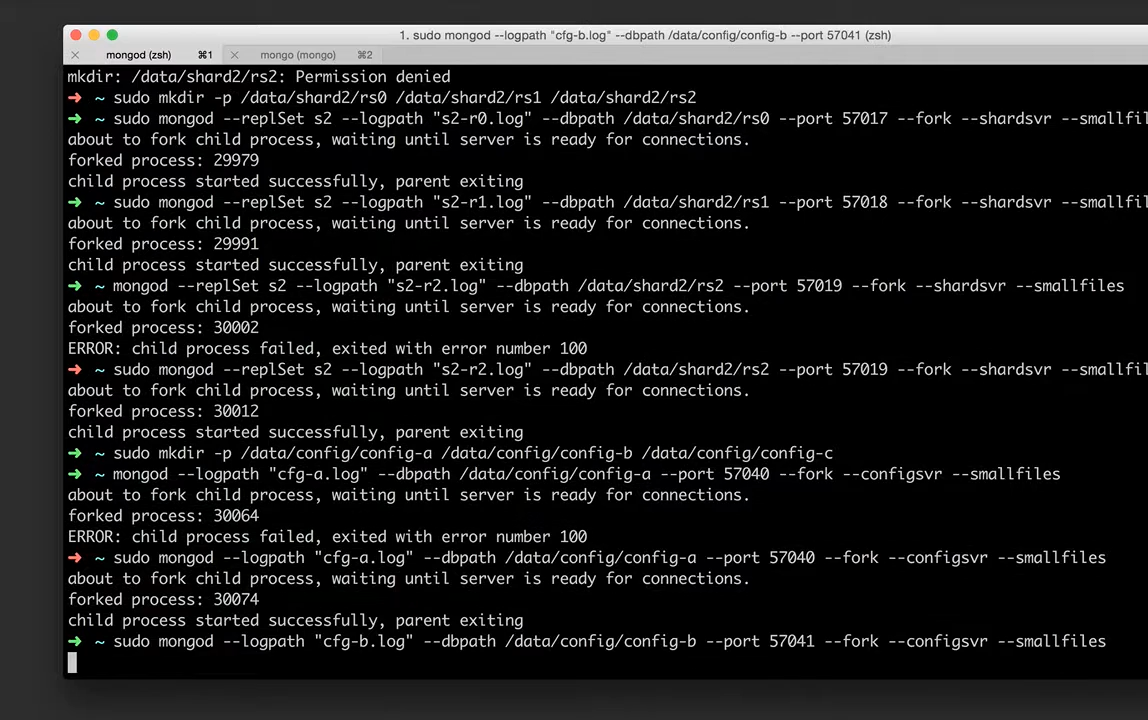 1. sudo mongod --logpath "cfg-b.log" --dbpath /data/config/config-b --port 57041 (zsh)
mongod (zsh) ⌘1 mongo (mongo) ⌘2
mkdir: /data/shard2/rs2: Permission denied
➜ ~ sudo mkdir -p /data/shard2/rs0 /data/shard2/rs1 /data/shard2/rs2
➜ ~ sudo mongod --replSet s2 --logpath "s2-r0.log" --dbpath /data/shard2/rs0 --port 57017 --fork --shardsvr --smallfil
about to fork child process, waiting until server is ready for connections.
forked process: 29979
child process started successfully, parent exiting
➜ ~ sudo mongod --replSet s2 --logpath "s2-r1.log" --dbpath /data/shard2/rs1 --port 57018 --fork --shardsvr --smallfil
about to fork child process, waiting until server is ready for connections.
forked process: 29991
child process started successfully, parent exiting
➜ ~ mongod --replSet s2 --logpath "s2-r2.log" --dbpath /data/shard2/rs2 --port 57019 --fork --shardsvr --smallfiles
about to fork child process, waiting until server is ready for connections.
forked process: 30002
ERROR: child process failed, exited with error number 100
➜ ~ sudo mongod --replSet s2 --logpath "s2-r2.log" --dbpath /data/shard2/rs2 --port 57019 --fork --shardsvr --smallfil
about to fork child process, waiting until server is ready for connections.
forked process: 30012
child process started successfully, parent exiting
➜ ~ sudo mkdir -p /data/config/config-a /data/config/config-b /data/config/config-c
➜ ~ mongod --logpath "cfg-a.log" --dbpath /data/config/config-a --port 57040 --fork --configsvr --smallfiles
about to fork child process, waiting until server is ready for connections.
forked process: 30064
ERROR: child process failed, exited with error number 100
➜ ~ sudo mongod --logpath "cfg-a.log" --dbpath /data/config/config-a --port 57040 --fork --configsvr --smallfiles
about to fork child process, waiting until server is ready for connections.
forked process: 30074
child process started successfully, parent exiting
➜ ~ sudo mongod --logpath "cfg-b.log" --dbpath /data/config/config-b --port 57041 --fork --configsvr --smallfiles